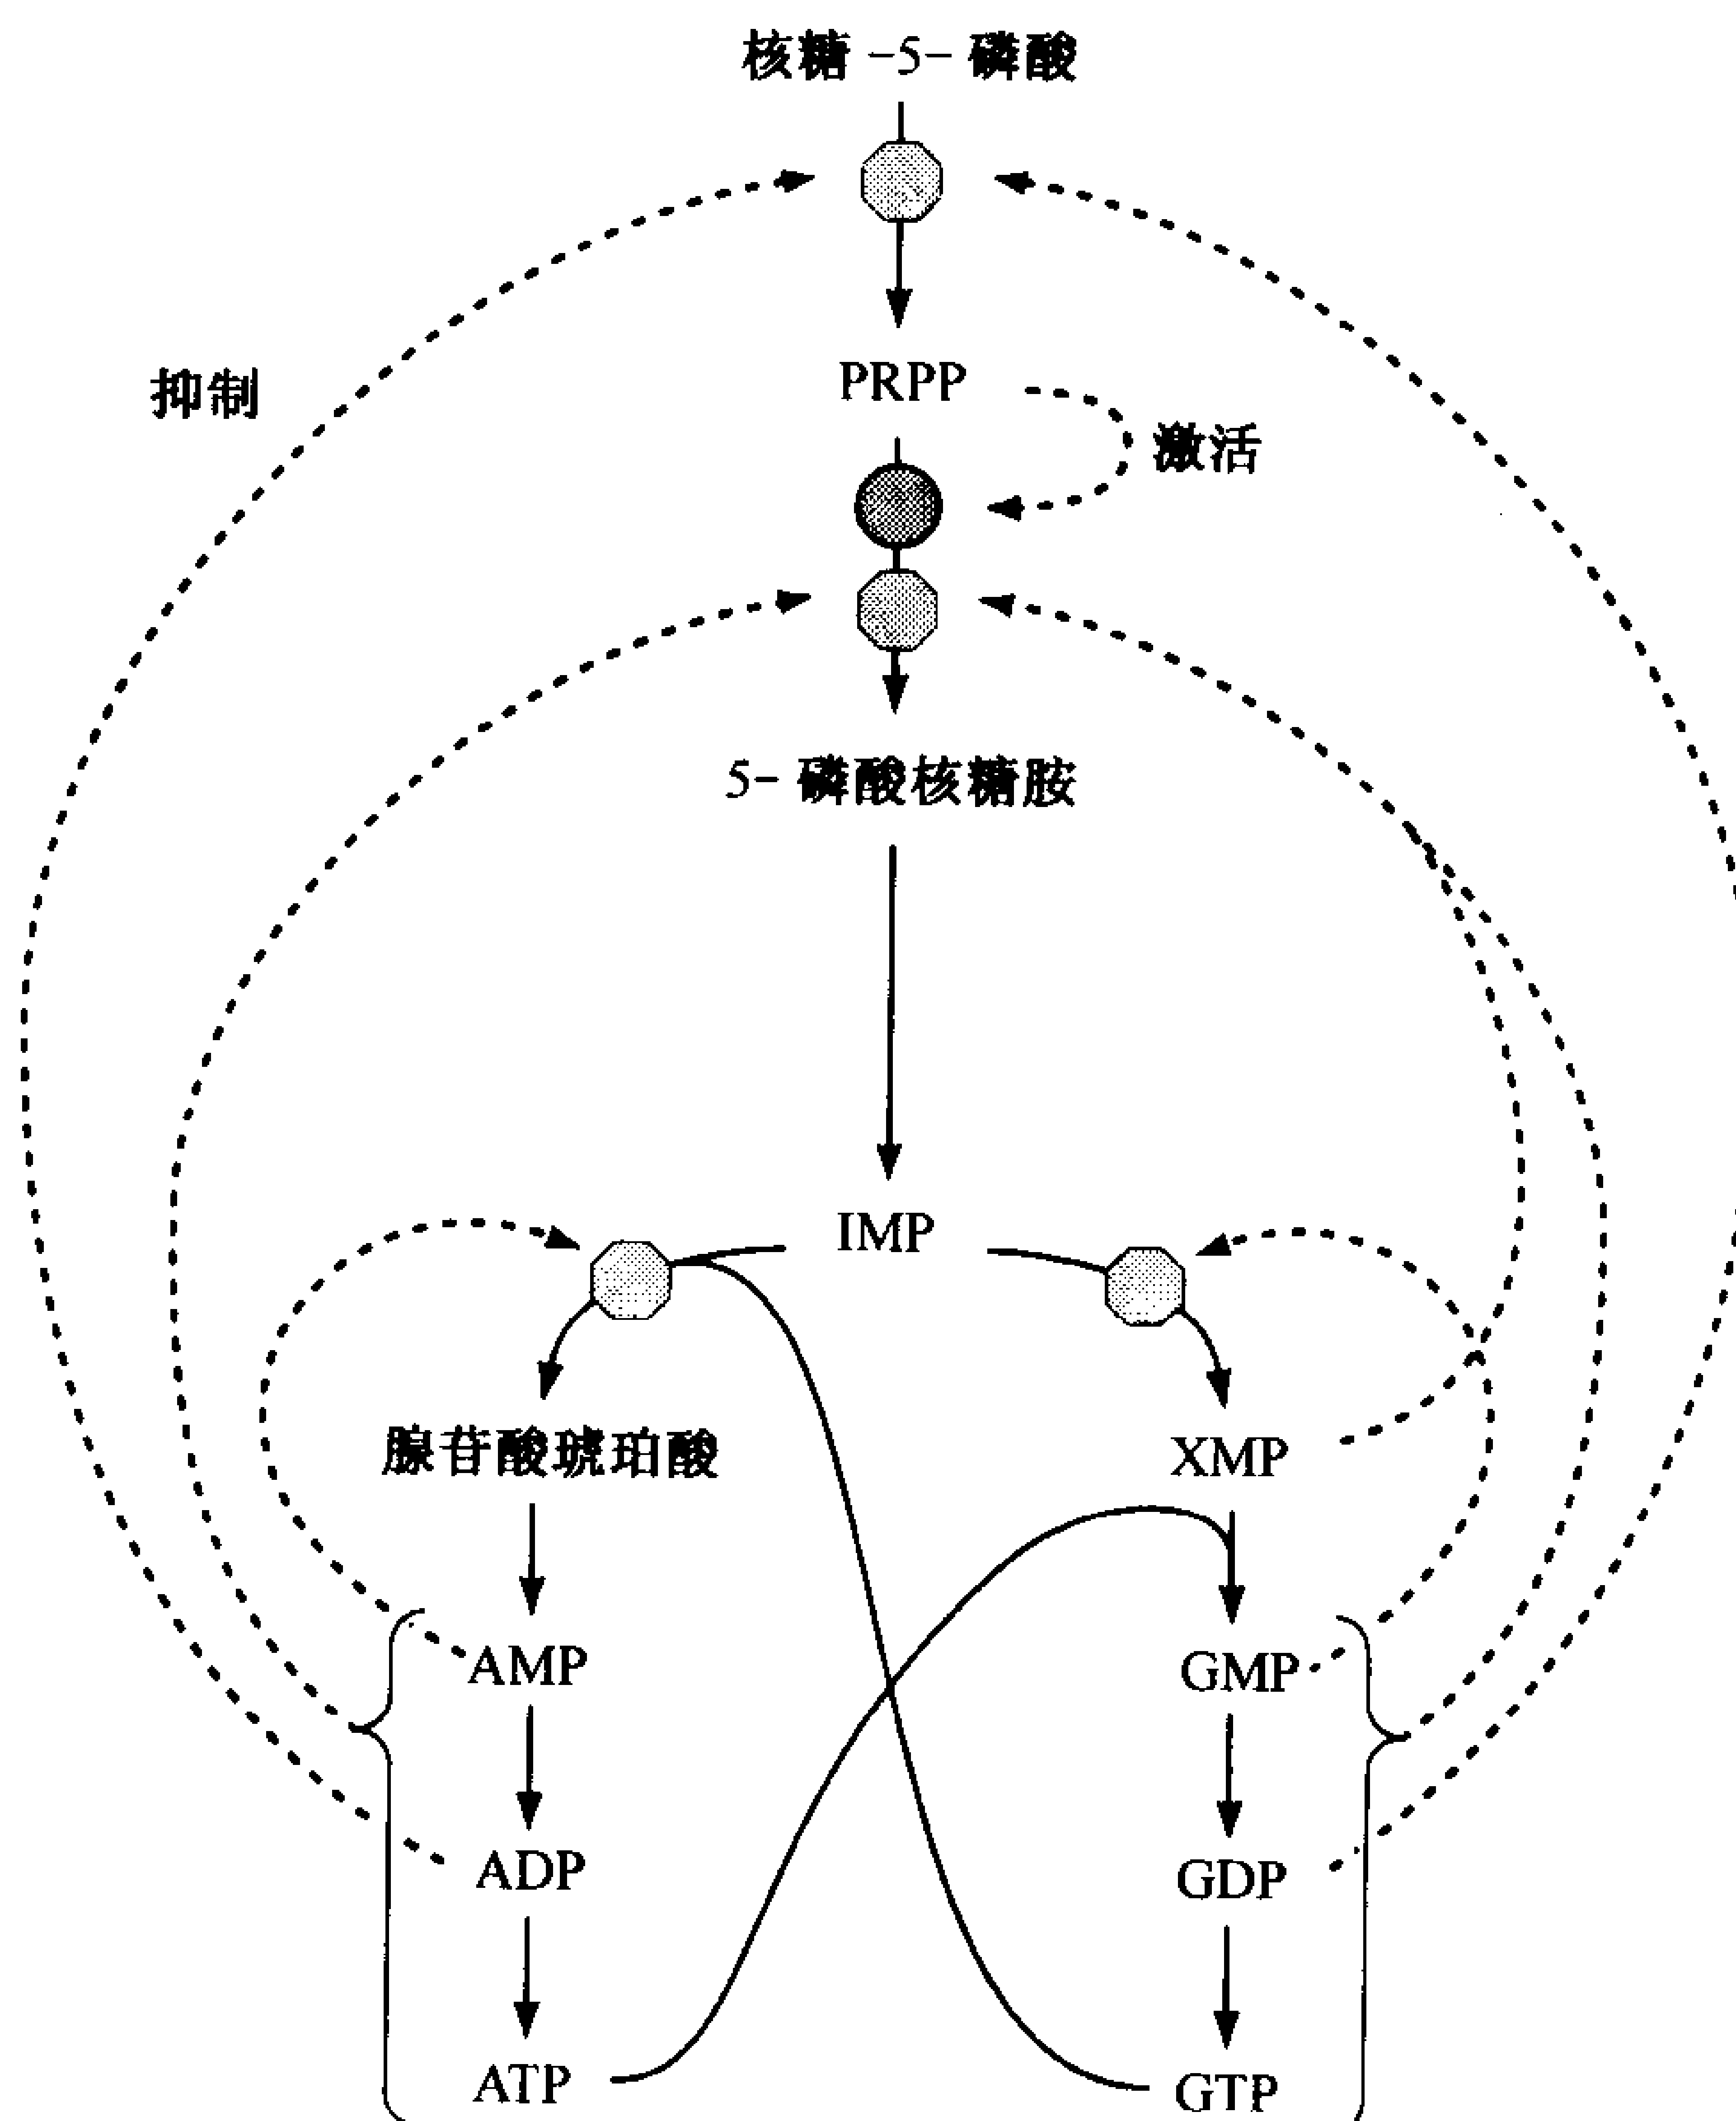 核糖-5-磷酸
抑制
PRPP
激活
5-磷酸核糖胺
IMP
腺苷酸琥珀酸
XMP
AMP
GMP
ADP
GDP
ATP
GTP